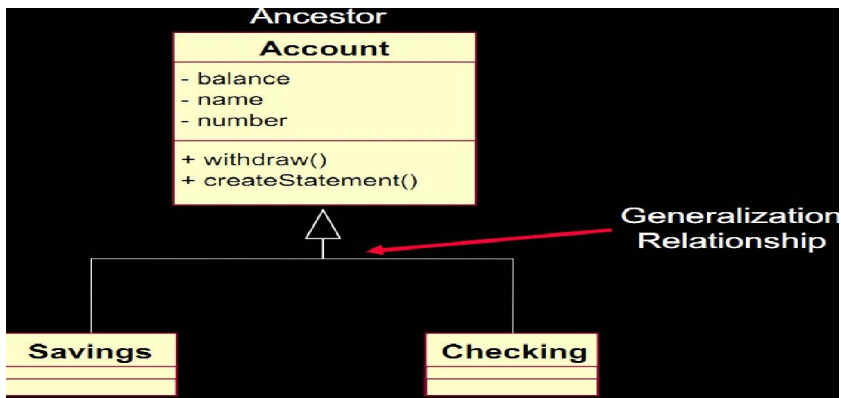 Ancestor
Account
- balance
- name
- number
+ withdraw()
+ createStatement()
Generalization
Relationship
Savings
Checking